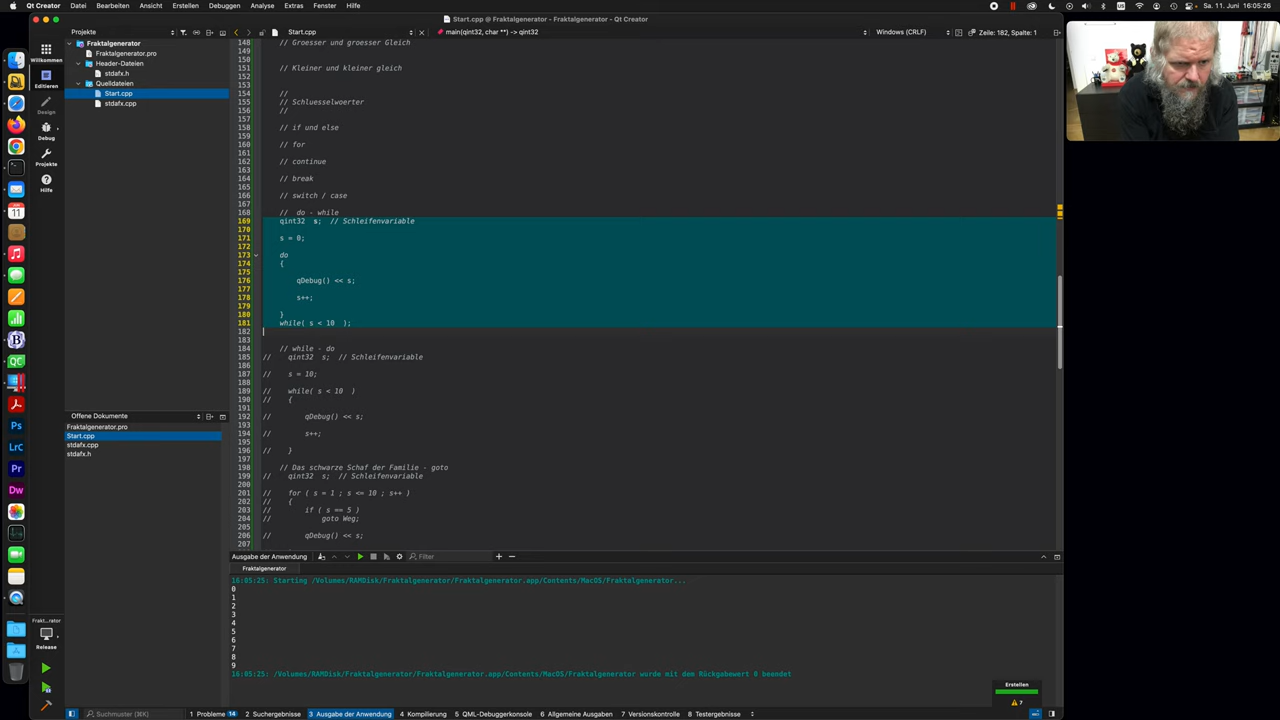 Qt Creator Datei Bearbeiten Ansicht Erstellen Debuggen Analyse Extras Fenster Hilfe
Sa. 11. Juni 16:05:26
Start.cpp @ Fraktalgenerator - Fraktalgenerator - Qt Creator
Projekte
Start.cpp
main(qint32, char **) -> qint32
Windows (CRLF)
Zeile: 182, Spalte: 1
Willkommen
Editieren
Design
Debug
Projekte
Hilfe
Fraktalgenerator
Fraktalgenerator.pro
Header-Dateien
stdafx.h
Quelldateien
Start.cpp
stdafx.cpp
148 // Groesser und groesser Gleich
149
150
151 // Kleiner und kleiner gleich
152
153
154 //
155 // Schluesselwoerter
156 //
157
158 // if und else
159
160 // for
161
162 // continue
163
164 // break
165
166 // switch / case
167
168 // do - while
169 qint32 s; // Schleifenvariable
170
171 s = 0;
172
173 do
174 {
175
176 qDebug() << s;
177
178 s++;
179
180 }
181 while( s < 10 );
182
183
184 // while - do
185 // qint32 s; // Schleifenvariable
186
187 // s = 10;
188
189 // while( s < 10 )
190 // {
191
192 // qDebug() << s;
193
194 // s++;
195
196 // }
197
198 // Das schwarze Schaf der Familie - goto
199 // qint32 s; // Schleifenvariable
200
201 // for ( s = 1 ; s <= 10 ; s++ )
202 // {
203 // if ( s == 5 )
204 // goto Weg;
205
206 // qDebug() << s;
207
Offene Dokumente
Fraktalgenerator.pro
Start.cpp
stdafx.cpp
stdafx.h
Ausgabe der Anwendung
Filter
Fraktalgenerator
16:05:25: Starting /Volumes/RAMDisk/Fraktalgenerator/Fraktalgenerator.app/Contents/MacOS/Fraktalgenerator...
0
1
2
3
4
5
6
7
8
9
16:05:25: /Volumes/RAMDisk/Fraktalgenerator/Fraktalgenerator.app/Contents/MacOS/Fraktalgenerator wurde mit dem Rückgabewert 0 beendet
Frakt...rator
Release
Erstellen
7
Suchmuster (⌘K)
1 Probleme 14
2 Suchergebnisse
3 Ausgabe der Anwendung
4 Kompilierung
5 QML-Debuggerkonsole
6 Allgemeine Ausgaben
7 Versionskontrolle
8 Testergebnisse
11
QC
Ps
LrC
Pr
Dw